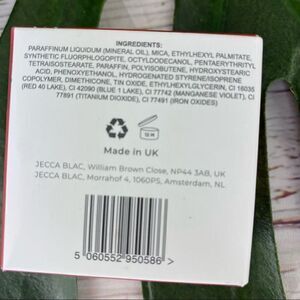 INGREDIENTS:
PARAFFINUM LIQUIDUM (MINERAL OIL), MICA, ETHYLHEXYL PALMITATE,
SYNTHETIC FLUORPHLOGOPITE, OCTYLDODECANOL, PENTAERYTHRITYL
TETRAISOSTEARATE, PARAFFIN, POLYISOBUTENE, HYDROXYSTEARIC
ACID, PHENOXYETHANOL, HYDROGENATED STYRENE/ISOPRENE
COPOLYMER, DIMETHICONE, TIN OXIDE, ETHYLHEXYLGLYCERIN, CI 16035
(RED 40 LAKE), CI 42090 (BLUE 1 LAKE), CI 77742 (MANGANESE VIOLET), CI
77891 (TITANIUM DIOXIDE), CI 77491 (IRON OXIDES)
12 M
Made in UK
JECCA BLAC, William Brown Close, NP44 3AB, UK
JECCA BLAC, Morrahof 4, 1060PS, Amsterdam, NL
5 060552 950586 >